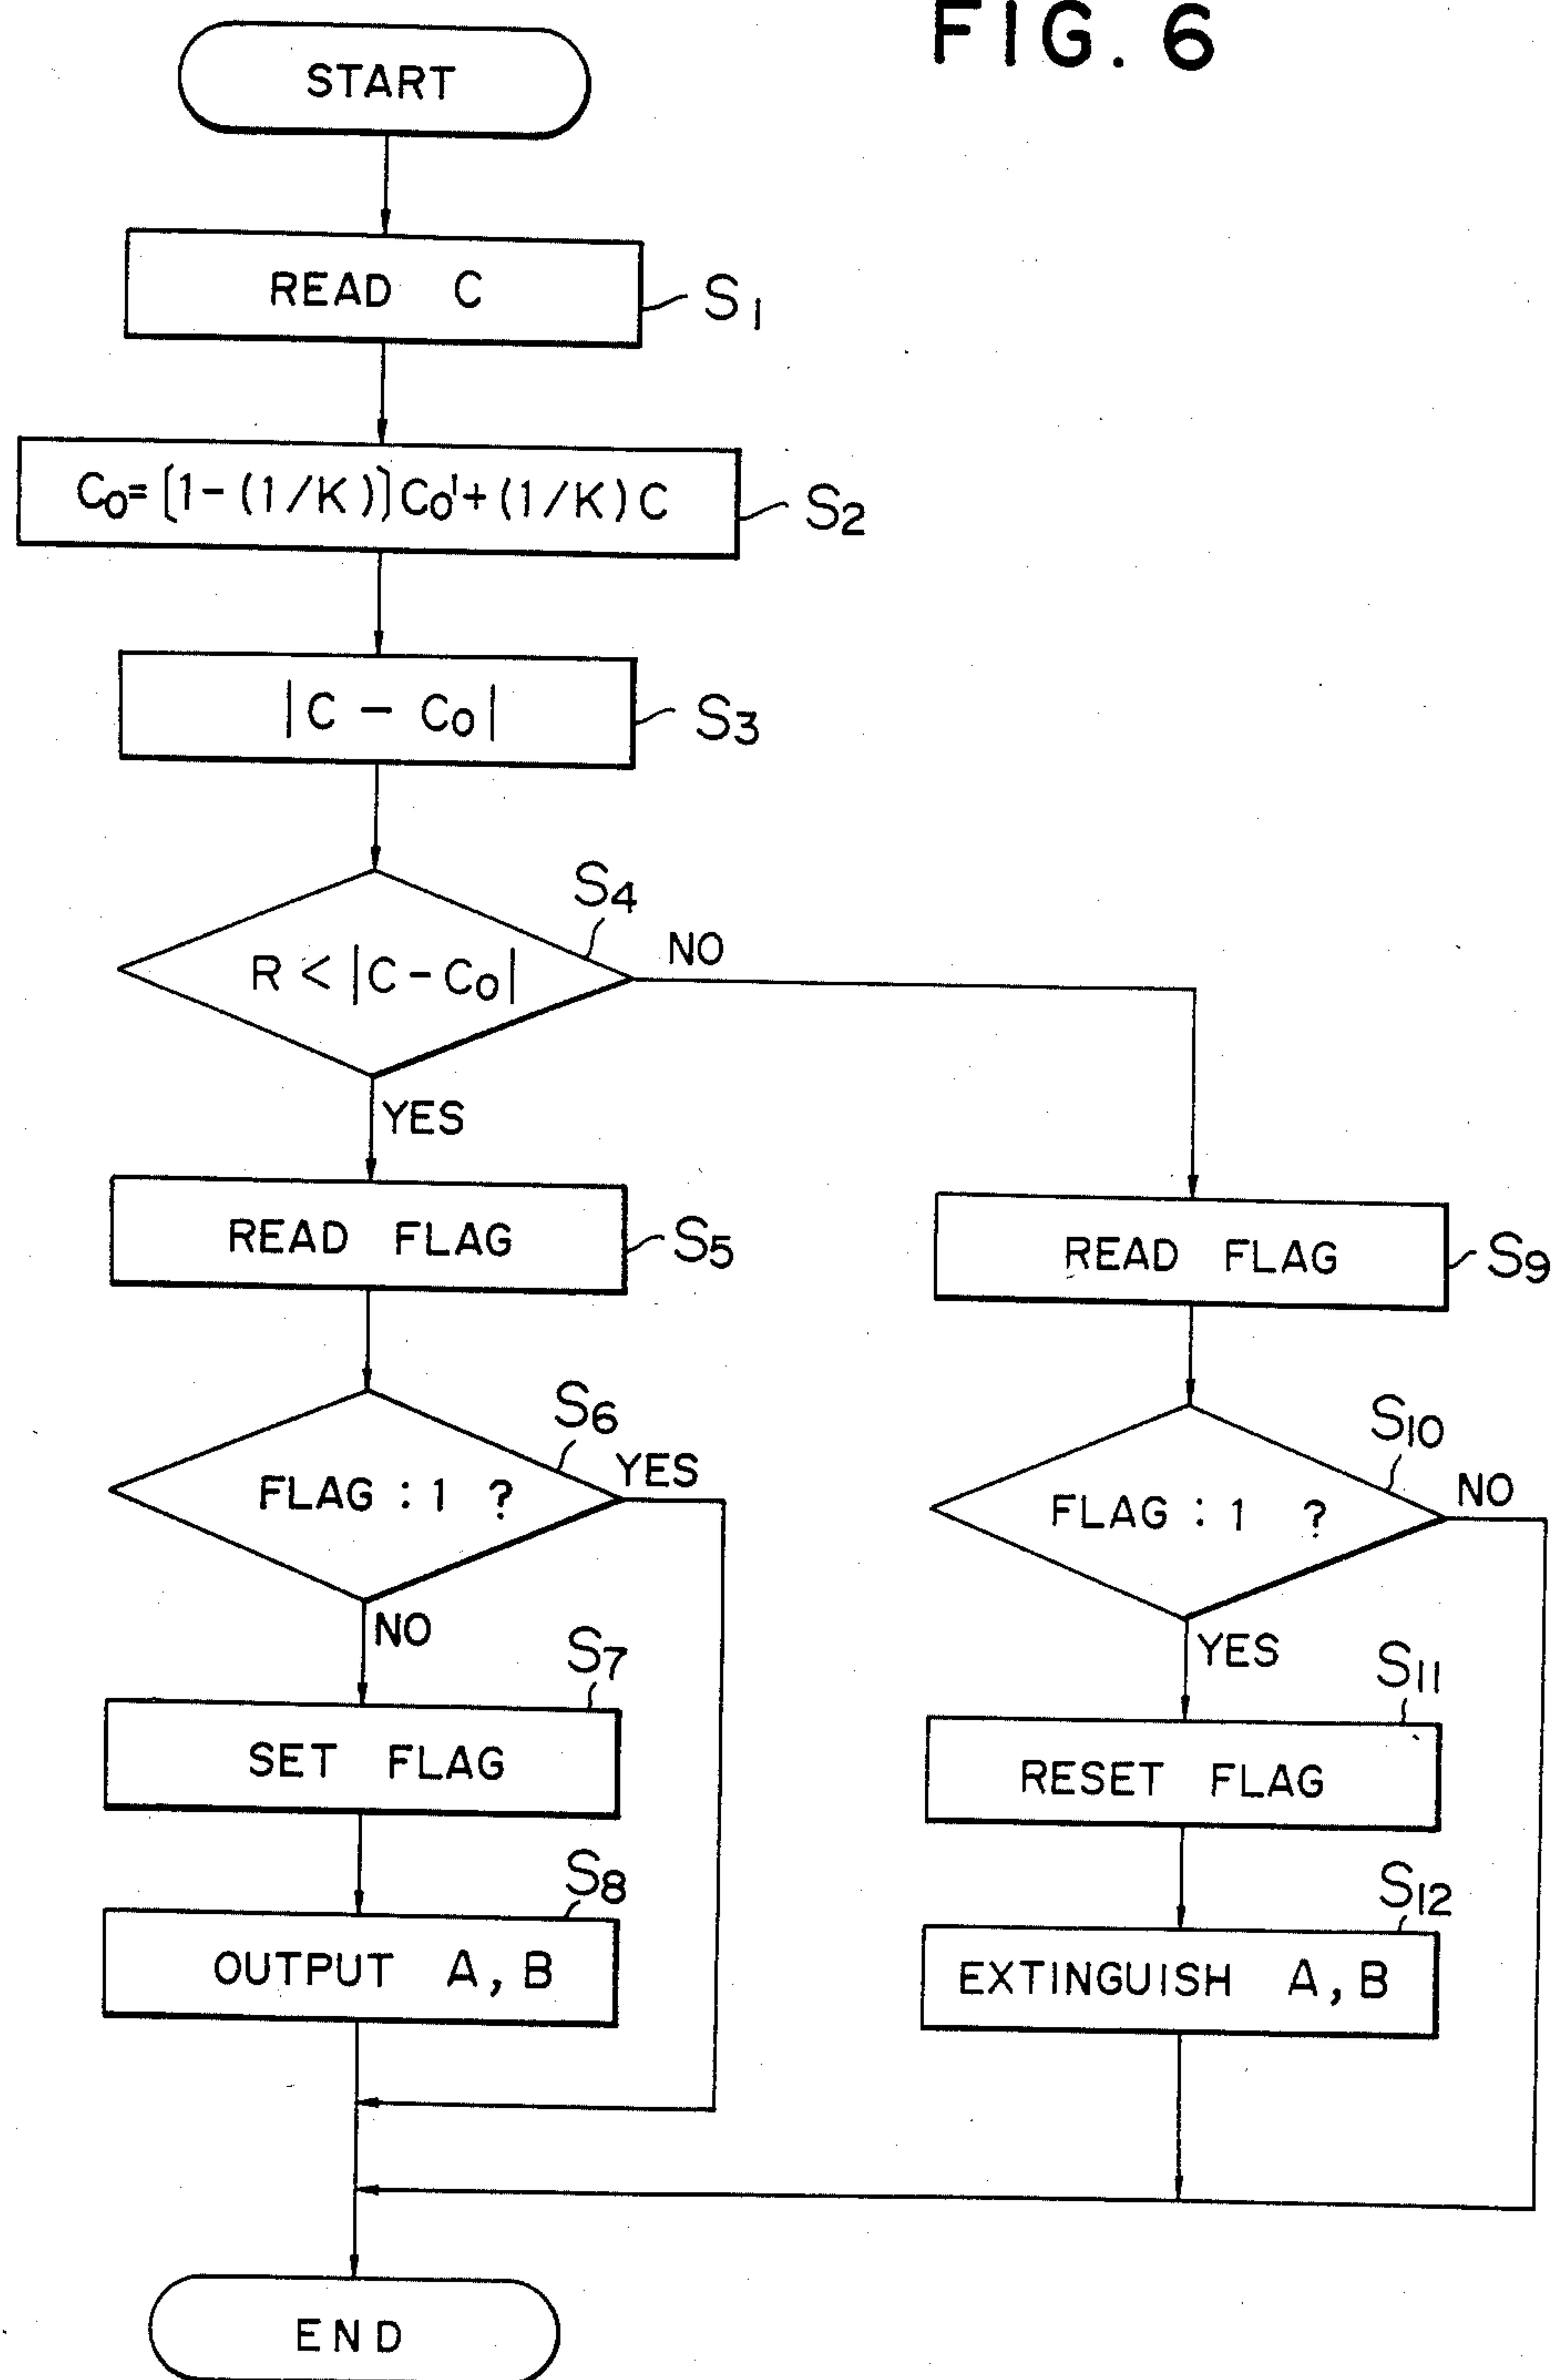 FIG. 6
START
READ C
S1
C0=[1-(1/K)]C0'+(1/K)C
S2
|C - C0|
S3
S4
R < |C-C0|
NO
YES
READ FLAG
S5
READ FLAG
S9
S6
FLAG : 1 ?
YES
S10
FLAG : 1 ?
NO
NO
YES
S7
SET FLAG
S11
RESET FLAG
S8
OUTPUT A, B
S12
EXTINGUISH A, B
END